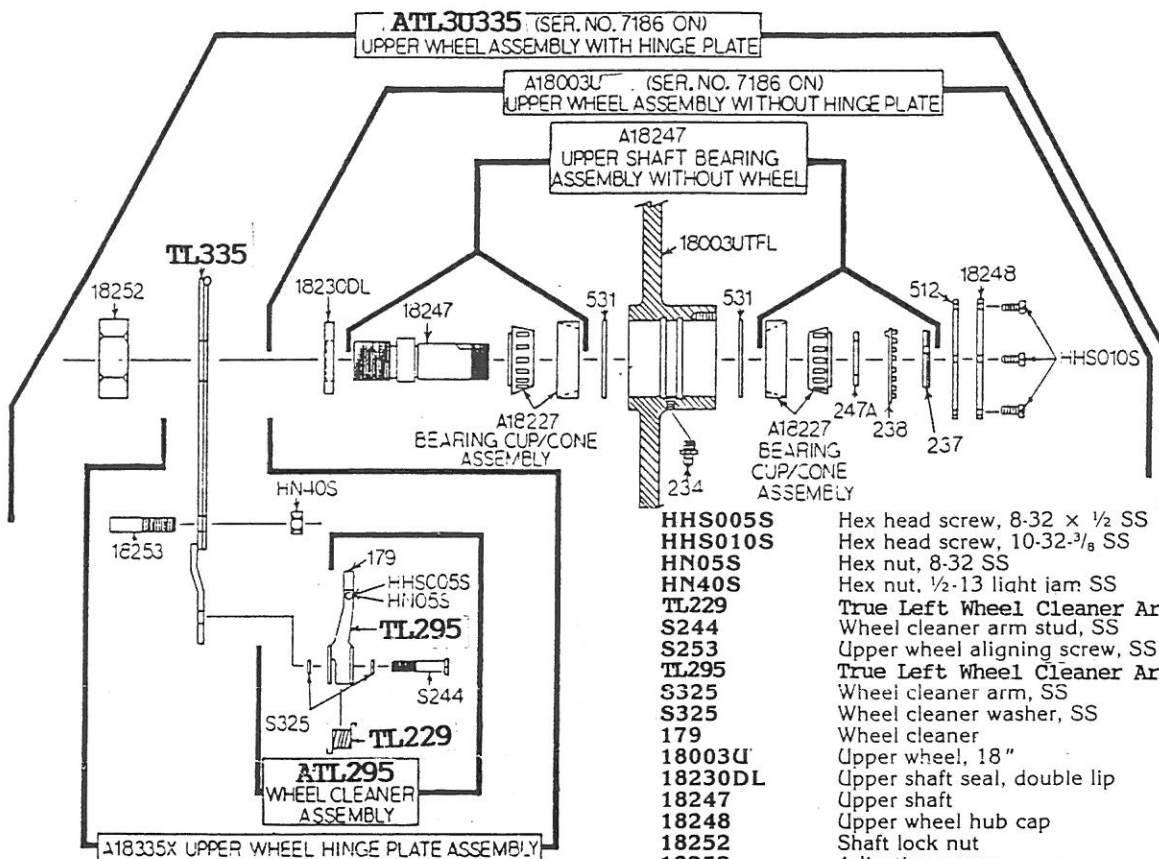 ATL3U335 (SER. NO. 7186 ON)
UPPER WHEEL ASSEMBLY WITH HINGE PLATE
A18003U (SER. NO. 7186 ON)
UPPER WHEEL ASSEMBLY WITHOUT HINGE PLATE
A18247
UPPER SHAFT BEARING
ASSEMBLY WITHOUT WHEEL
TL335
18252
18230DL
18247
531
18003UTFL
531
512
18248
HHS010S
A18227
BEARING CUP/CONE
ASSEMBLY
234
A18227
BEARING
CUP/CONE
ASSEMBLY
247A
238
237
18253
HN40S
179
HHS005S
HN05S
TL295
S325
S244
TL229
ATL295
WHEEL CLEANER
ASSEMBLY
A18335X UPPER WHEEL HINGE PLATE ASSEMBLY
HHS005S Hex head screw, 8-32 × ½ SS
HHS010S Hex head screw, 10-32-³/₈ SS
HN05S Hex nut, 8-32 SS
HN40S Hex nut, ½-13 light jam SS
TL229 True Left Wheel Cleaner Ar
S244 Wheel cleaner arm stud, SS
S253 Upper wheel aligning screw, SS
TL295 True Left Wheel Cleaner Ar
S325 Wheel cleaner arm, SS
S325 Wheel cleaner washer, SS
179 Wheel cleaner
18003U Upper wheel, 18"
18230DL Upper shaft seal, double lip
18247 Upper shaft
18248 Upper wheel hub cap
18252 Shaft lock nut